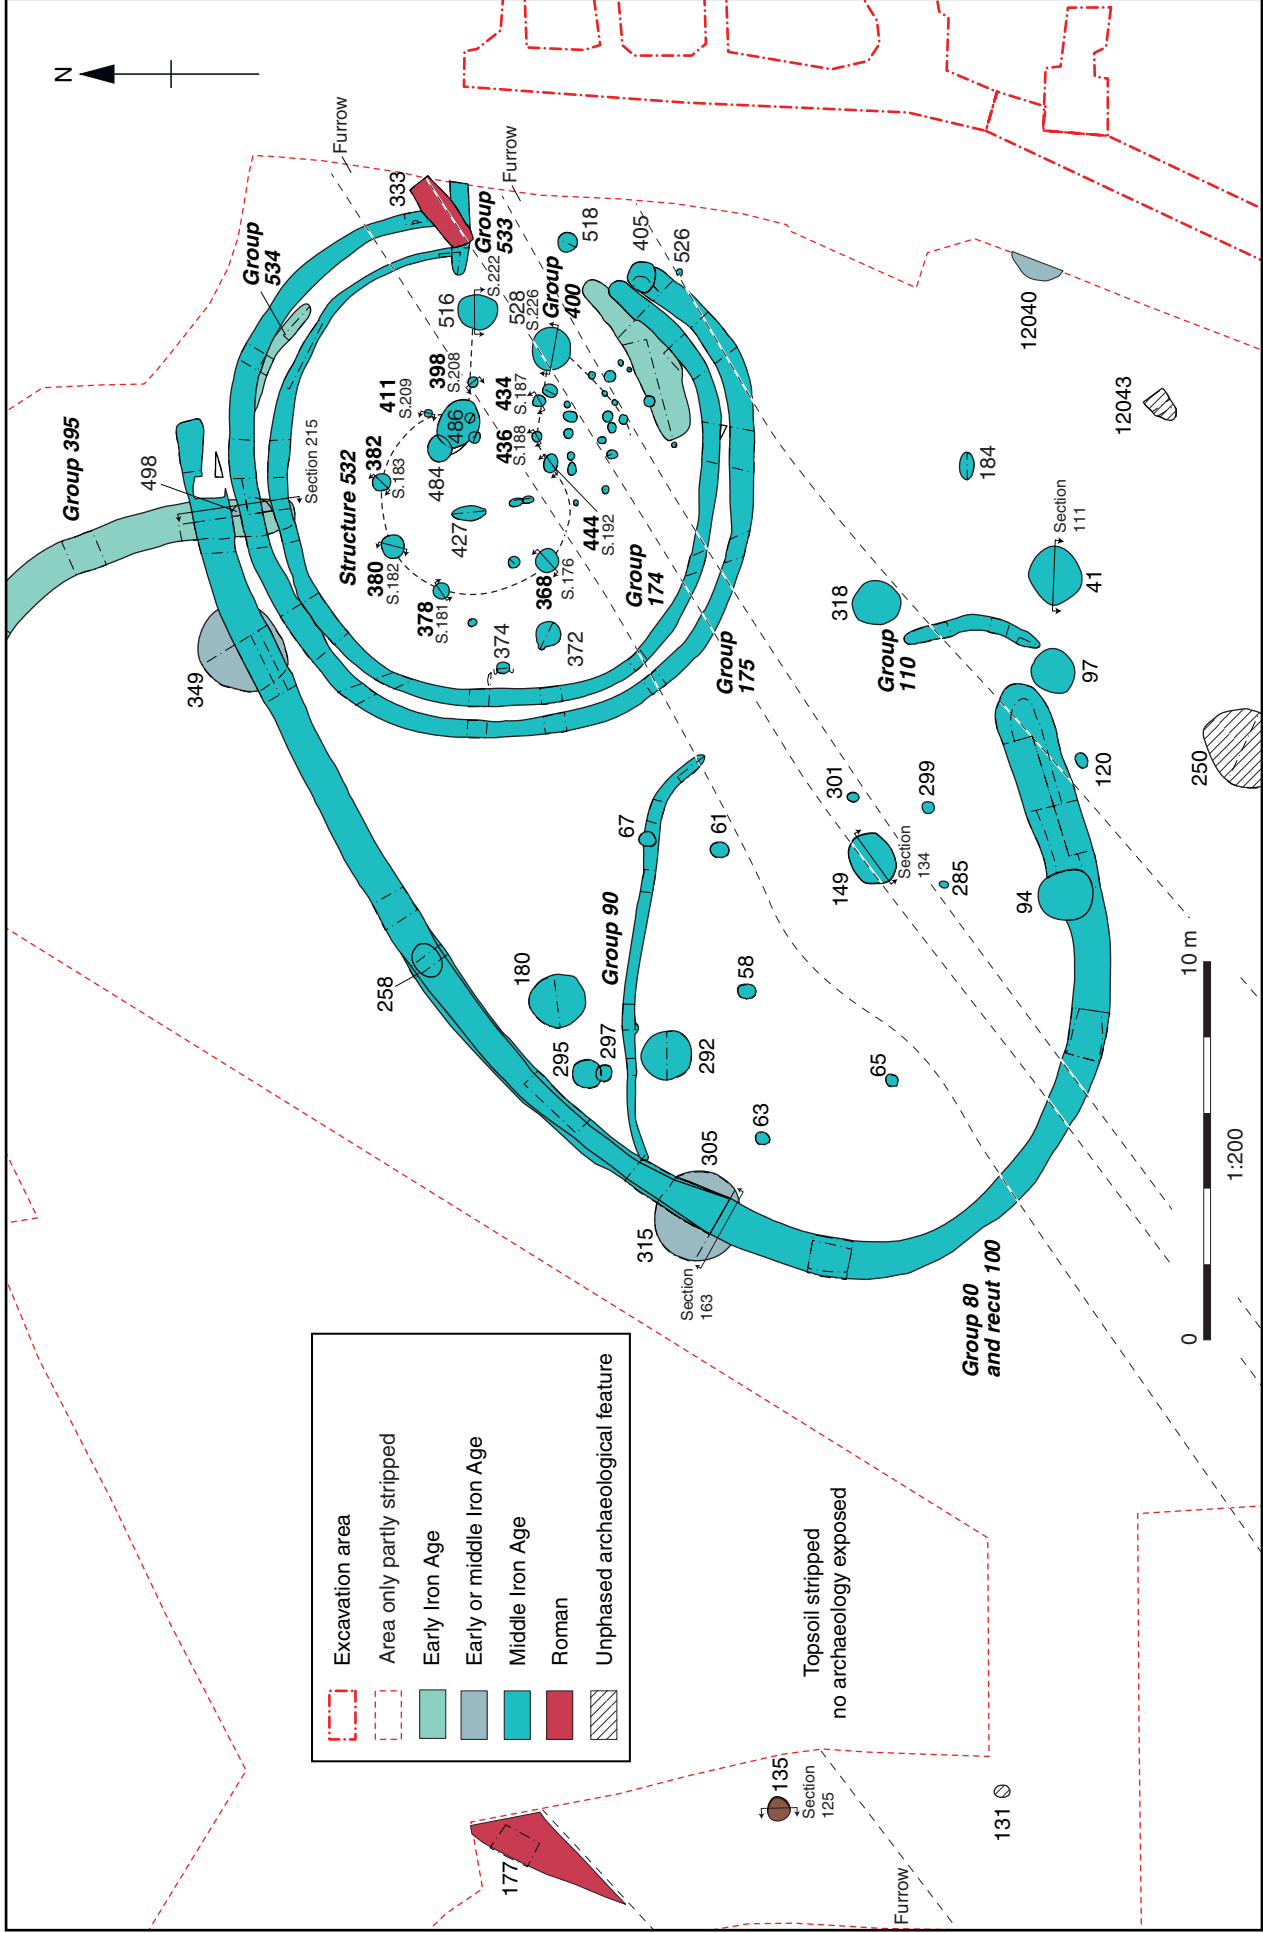 N
Furrow
Furrow
333
Group
534
Group
533
518
405
526
Group
400
S.222
516
528
S.226
12040
12043
398
S.208
411
S.209
434
S.187
436
S.188
486
484
382
S.183
Structure 532
380
S.182
378
S.181
427
444
S.192
368
S.176
372
374
Group
174
Group
175
Group 395
498
Section 215
349
184
Section
111
41
318
Group
110
97
250
120
301
299
149
Section
134
285
94
67
61
Group 90
58
180
295
297
292
258
65
63
305
315
Section
163
Group 80
and recut 100
0
10 m
1:200
Excavation area
Area only partly stripped
Early Iron Age
Early or middle Iron Age
Middle Iron Age
Roman
Unphased archaeological feature
Topsoil stripped
no archaeology exposed
135
Section
125
131
177
Furrow